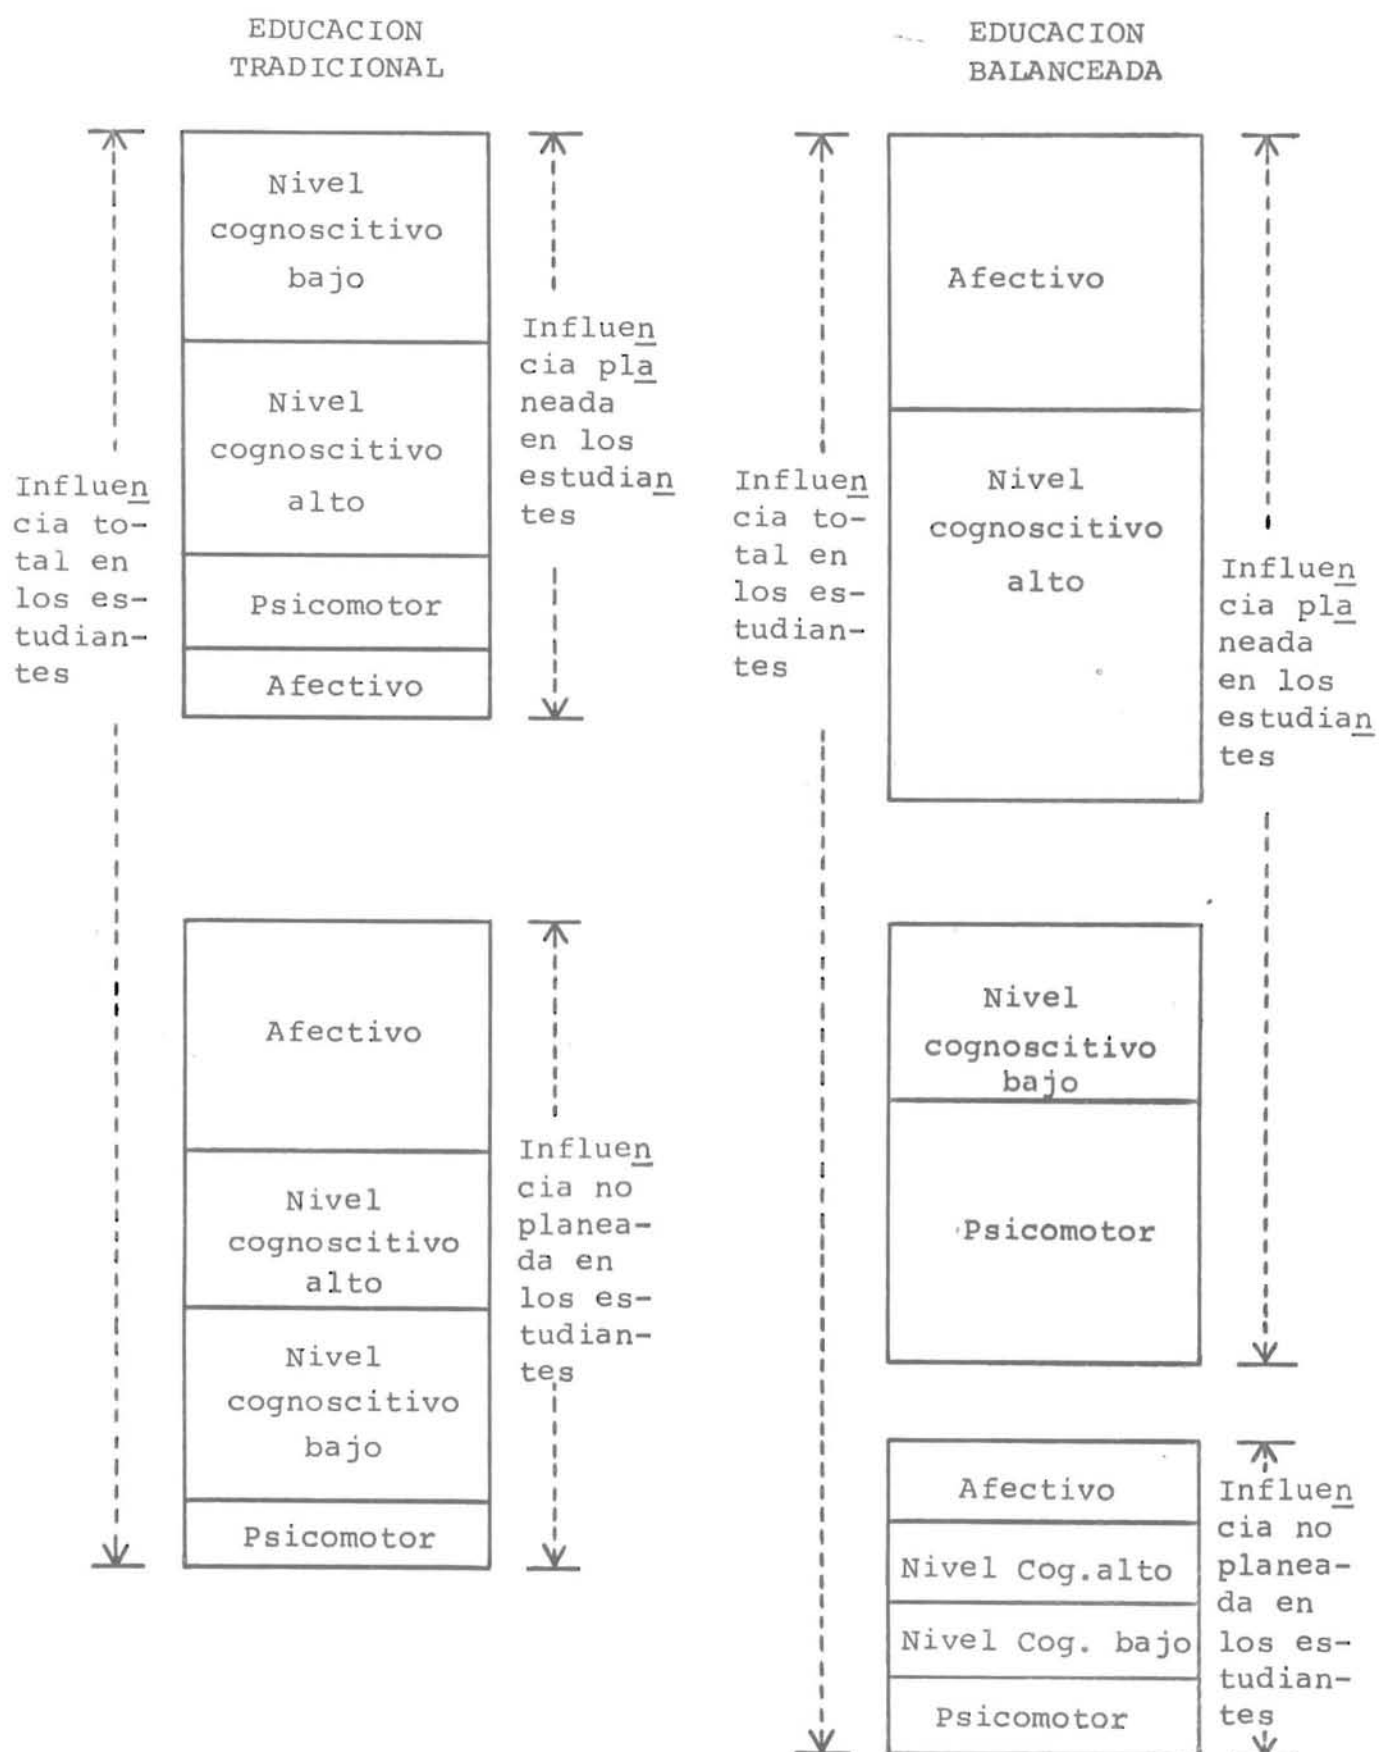 EDUCACION
TRADICIONAL
Nivel
cognoscitivo
bajo
Nivel
cognoscitivo
alto
Psicomotor
Afectivo
Influen
cia pla
neada
en los
estudian
tes
Influen
cia to-
tal en
los es-
tudian-
tes
Afectivo
Nivel
cognoscitivo
alto
Nivel
cognoscitivo
bajo
Psicomotor
Influen
cia no
planea-
da en
los es-
tudian-
tes
EDUCACION
BALANCEADA
Afectivo
Nivel
cognoscitivo
alto
Influen
cia to-
tal en
los es-
tudian-
tes
Influen
cia pla
neada
en los
estudian
tes
Nivel
cognoscitivo
bajo
Psicomotor
Afectivo
Nivel Cog.alto
Nivel Cog. bajo
Psicomotor
Influen
cia no
planea-
da en
los es-
tudian-
tes